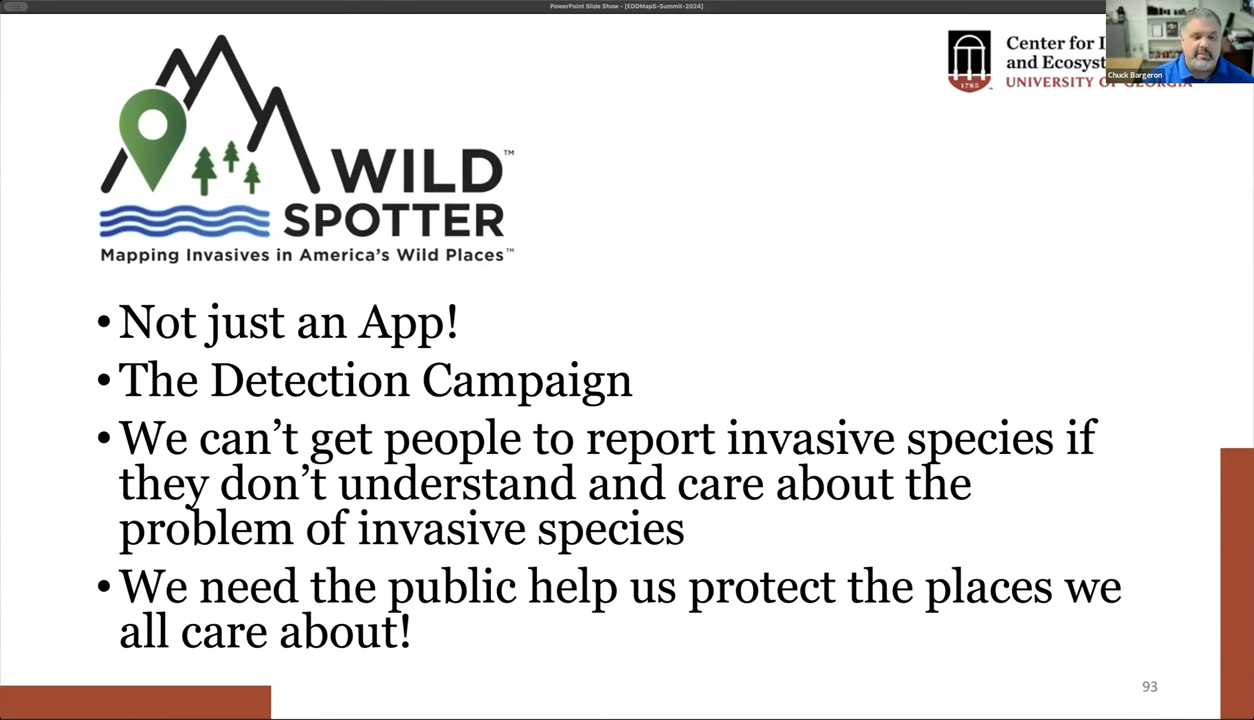 PowerPoint Slide Show - [EDDMapS-Summit-2024]
Center for I
and Ecosyst
UNIVERSITY OF GEORGIA
1785
Chuck Bargeron
WILD™
SPOTTER
Mapping Invasives in America's Wild Places™
• Not just an App!
• The Detection Campaign
• We can't get people to report invasive species if
they don't understand and care about the
problem of invasive species
• We need the public help us protect the places we
all care about!
93